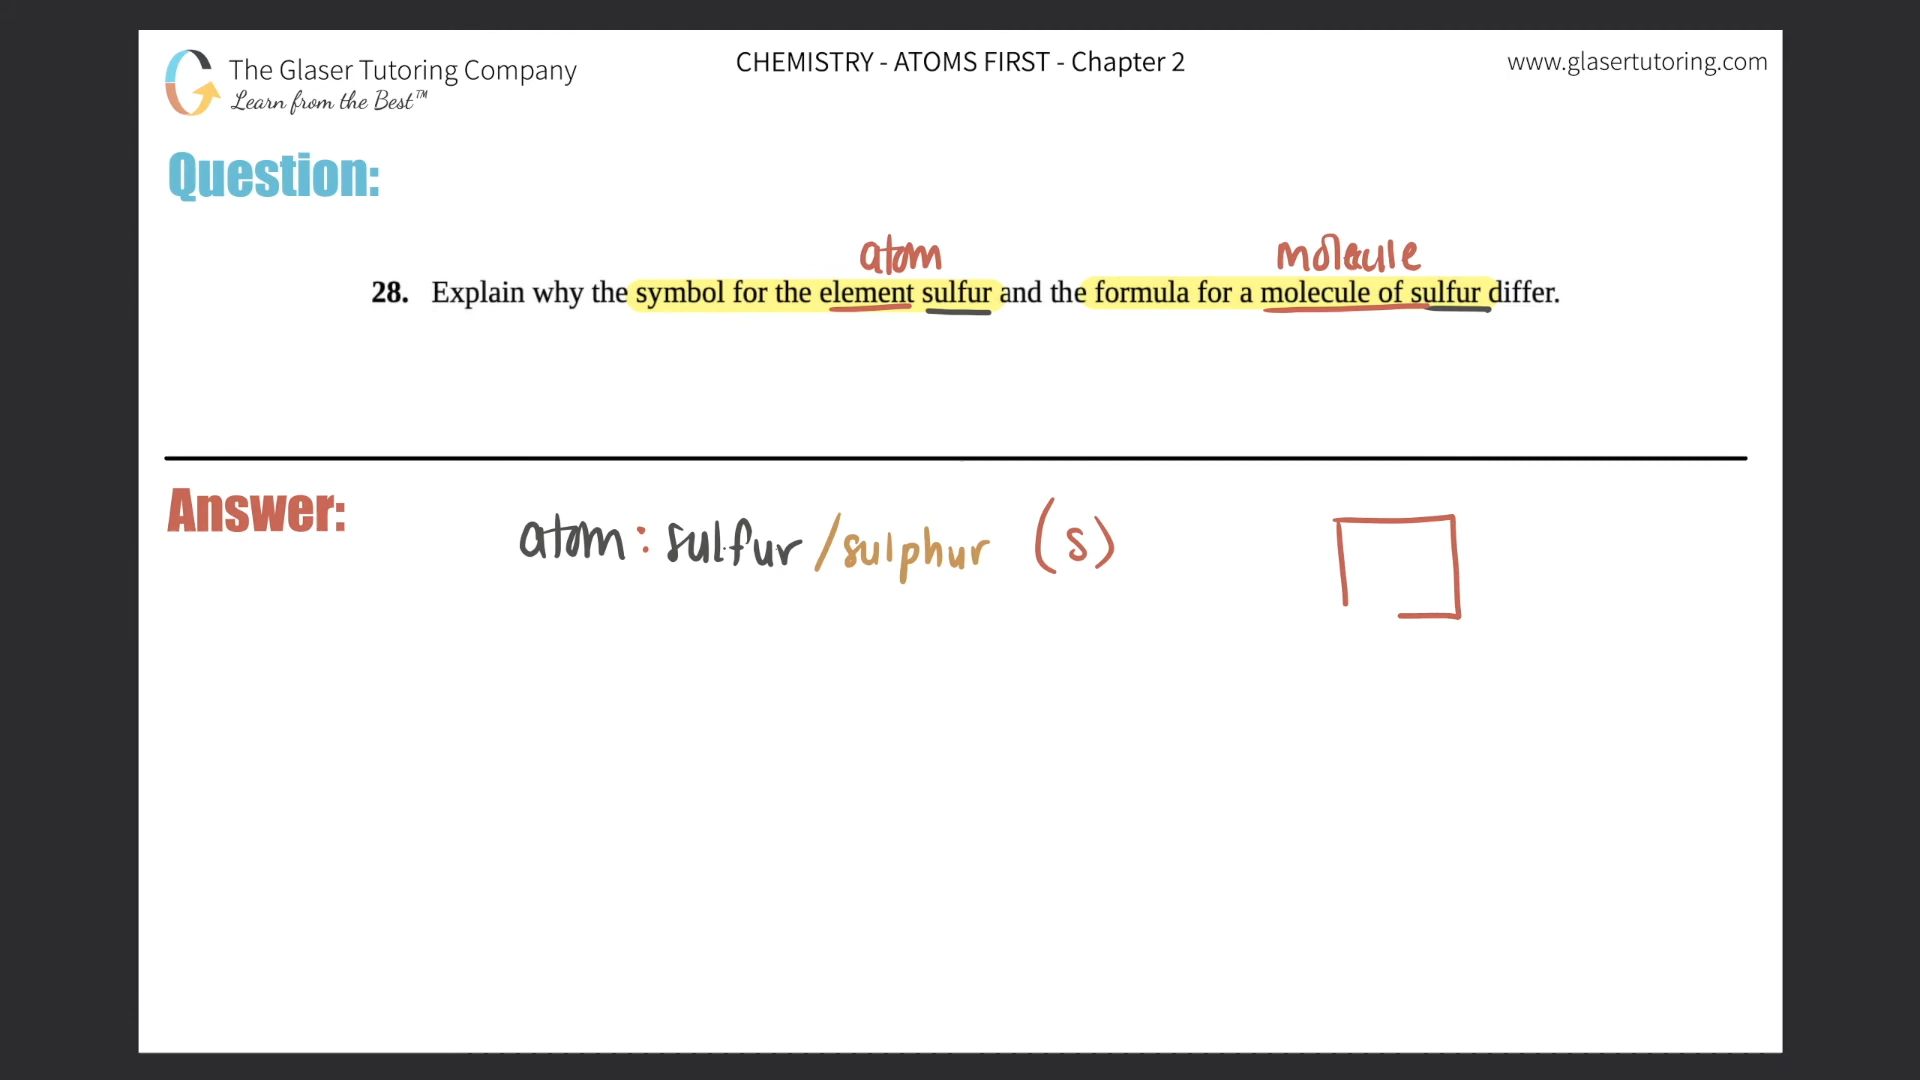 The Glaser Tutoring Company
Learn from the Best™
CHEMISTRY - ATOMS FIRST - Chapter 2
www.glasertutoring.com
Question:
atom molecule
28. Explain why the symbol for the element sulfur and the formula for a molecule of sulfur differ.
Answer:
atom: sulfur / sulphur (s)